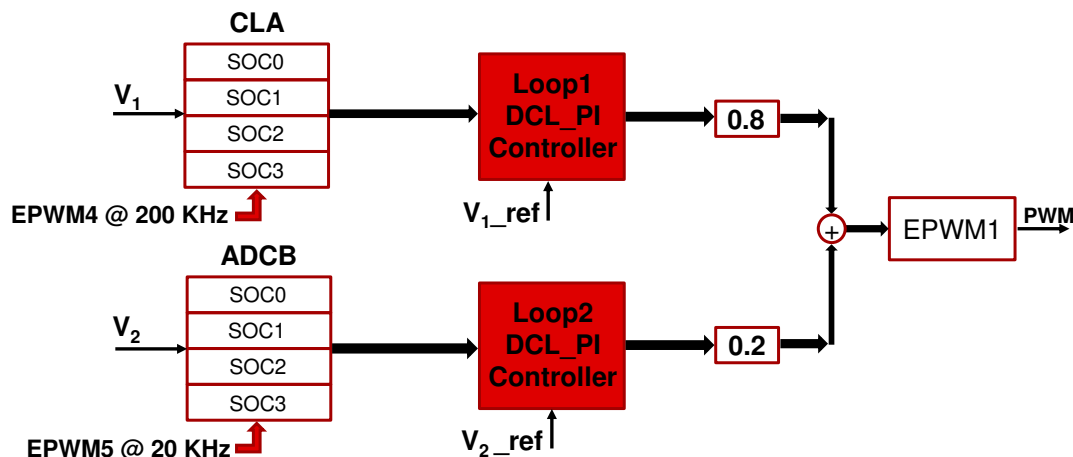 CLA
SOC0
SOC1
SOC2
SOC3
V1
EPWM4 @ 200 KHz
Loop1
DCL_PI
Controller
V1_ref
0.8
+
EPWM1
PWM
ADCB
SOC0
SOC1
SOC2
SOC3
V2
EPWM5 @ 20 KHz
Loop2
DCL_PI
Controller
V2_ref
0.2